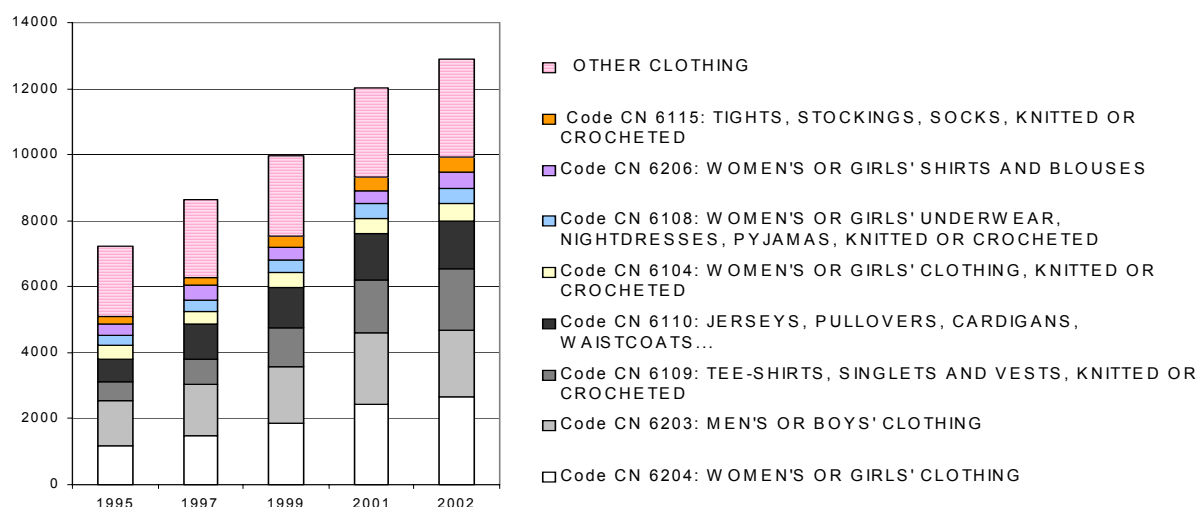 14000
12000
10000
8000
6000
4000
2000
0
1995 1997 1999 2001 2002
OTHER CLOTHING
Code CN 6115: TIGHTS, STOCKINGS, SOCKS, KNITTED OR
CROCHETED
Code CN 6206: WOMEN'S OR GIRLS' SHIRTS AND BLOUSES
Code CN 6108: WOMEN'S OR GIRLS' UNDERWEAR,
NIGHTDRESSES, PYJAMAS, KNITTED OR CROCHETED
Code CN 6104: WOMEN'S OR GIRLS' CLOTHING, KNITTED OR
CROCHETED
Code CN 6110: JERSEYS, PULLOVERS, CARDIGANS,
WAISTCOATS...
Code CN 6109: TEE-SHIRTS, SINGLETS AND VESTS, KNITTED OR
CROCHETED
Code CN 6203: MEN'S OR BOYS' CLOTHING
Code CN 6204: WOMEN'S OR GIRLS' CLOTHING